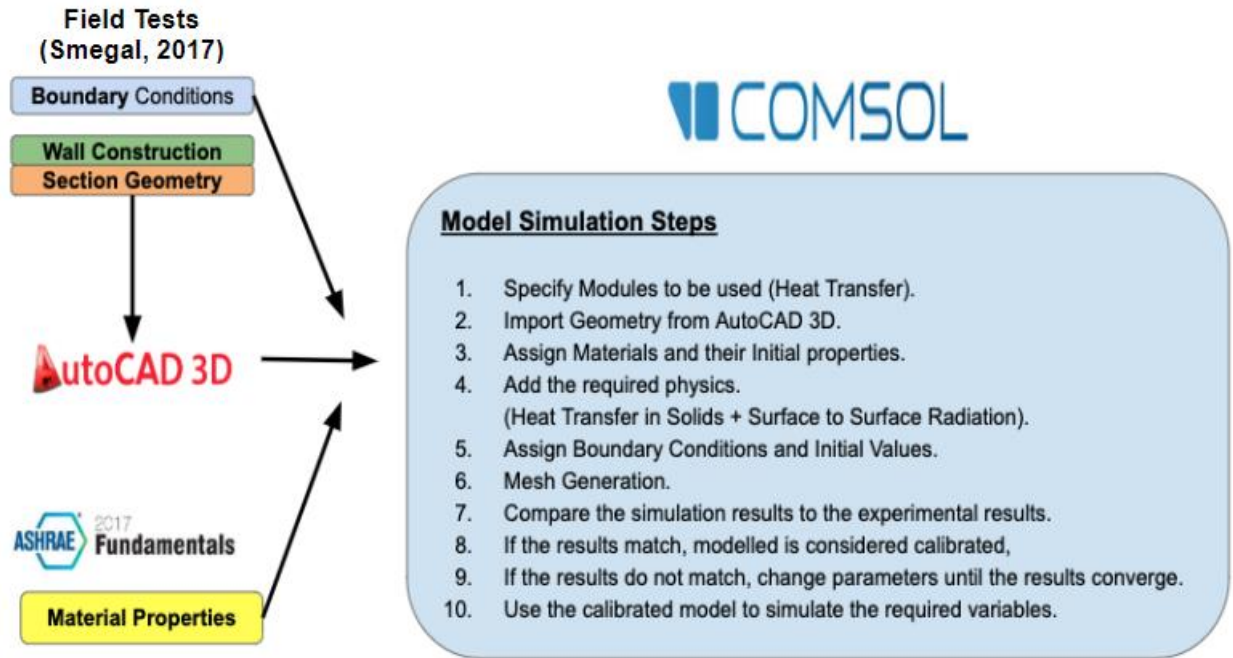 Field Tests
(Smegal, 2017)
Boundary Conditions
Wall Construction
Section Geometry
AutoCAD 3D
ASHRAE 2017
Fundamentals
Material Properties
COMSOL
Model Simulation Steps
1. Specify Modules to be used (Heat Transfer).
2. Import Geometry from AutoCAD 3D.
3. Assign Materials and their Initial properties.
4. Add the required physics.
(Heat Transfer in Solids + Surface to Surface Radiation).
5. Assign Boundary Conditions and Initial Values.
6. Mesh Generation.
7. Compare the simulation results to the experimental results.
8. If the results match, modelled is considered calibrated,
9. If the results do not match, change parameters until the results converge.
10. Use the calibrated model to simulate the required variables.